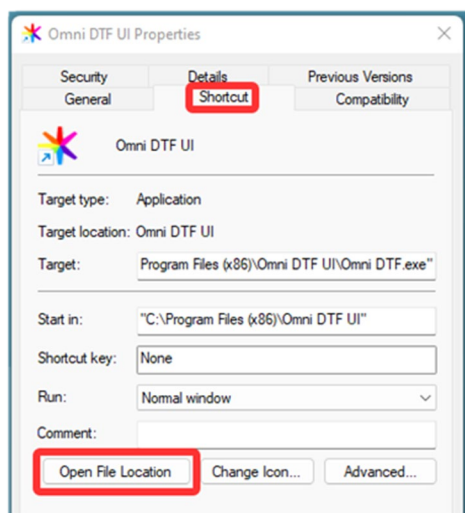 Omni DTF UI Properties
Security Details Previous Versions
General Shortcut Compatibility
Omni DTF UI
Target type: Application
Target location: Omni DTF UI
Target: Program Files (x86)\Omni DTF UI\Omni DTF.exe"
Start in: "C:\Program Files (x86)\Omni DTF UI"
Shortcut key: None
Run: Normal window
Comment:
Open File Location Change Icon... Advanced...